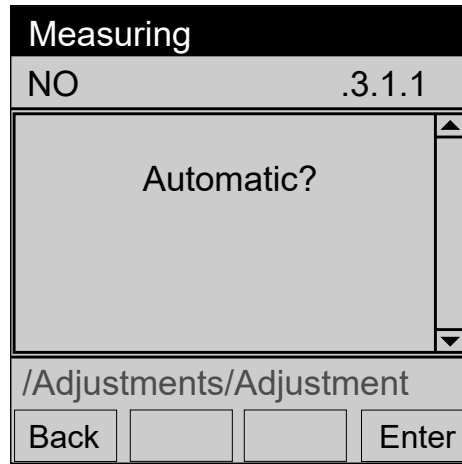 Measuring
NO .3.1.1
Automatic?
/Adjustments/Adjustment
Back Enter